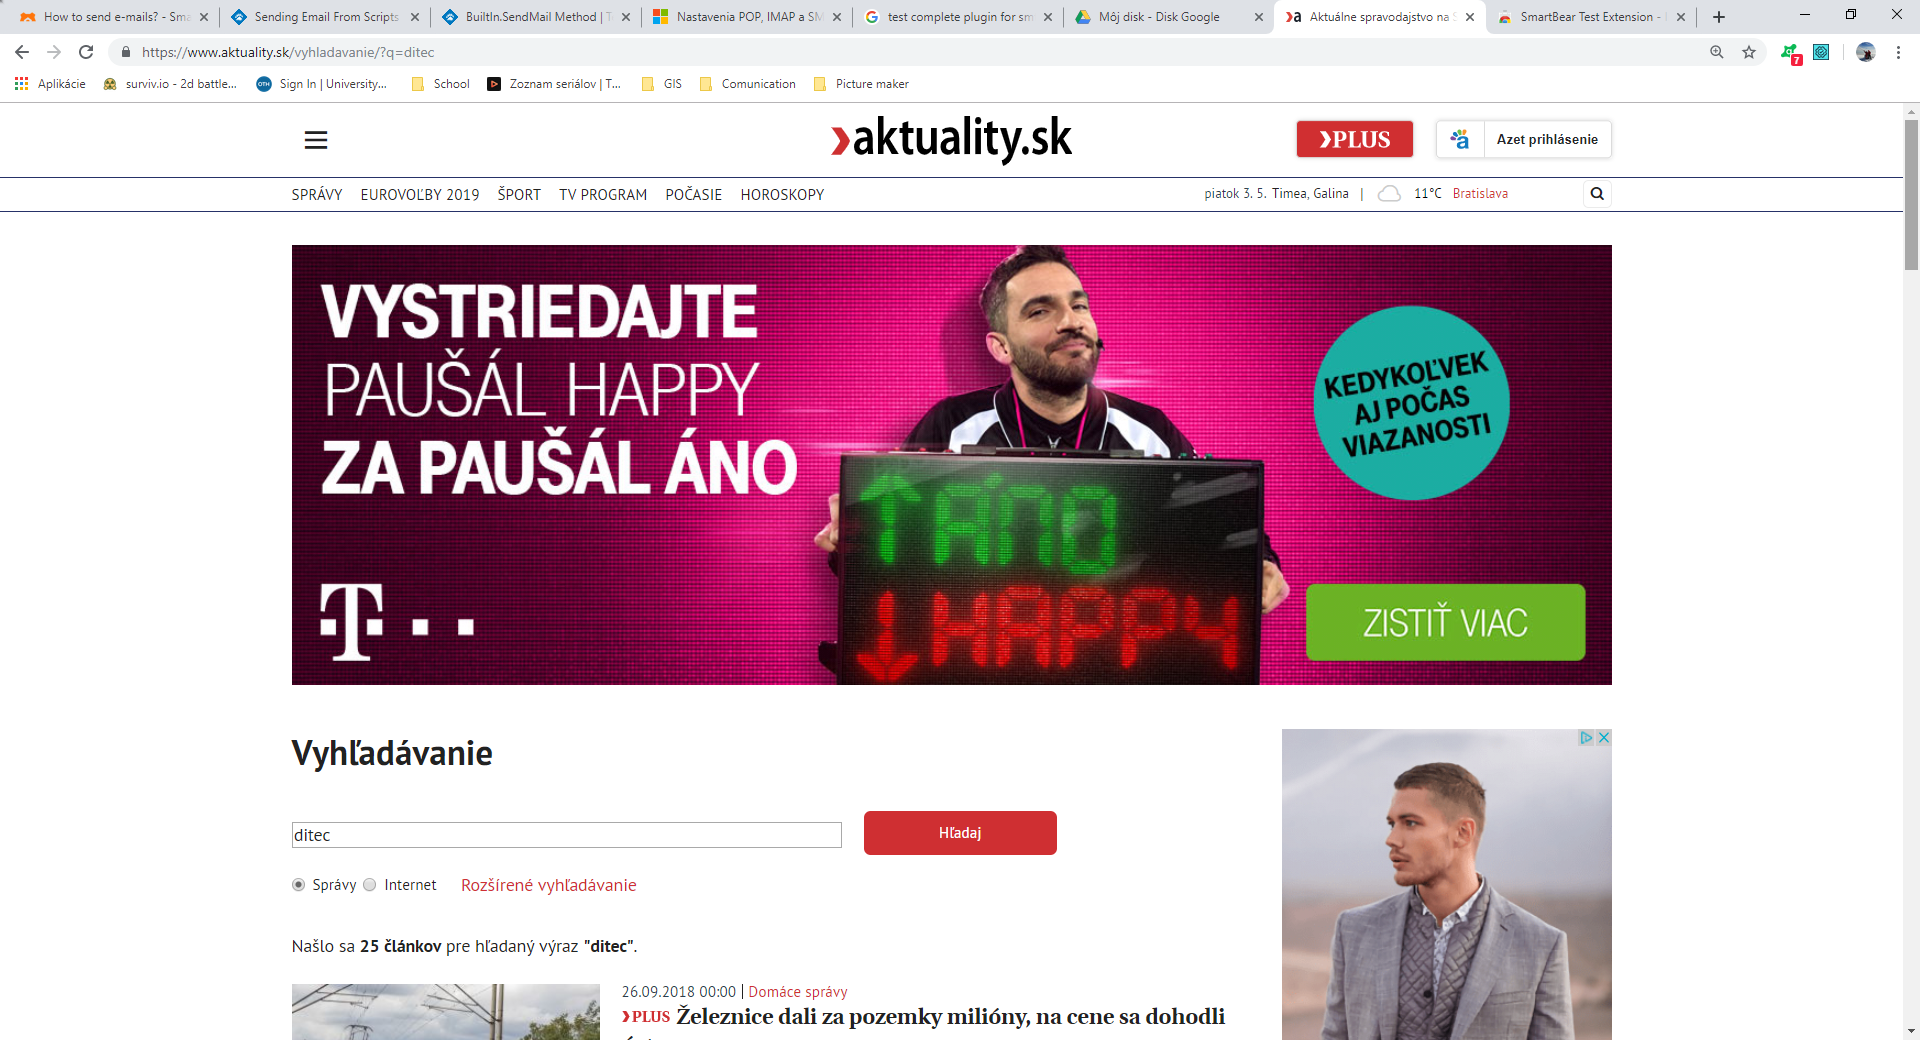 How to send e-mails? - Sma
Sending Email From Scripts
BuiltIn.SendMail Method | T
Nastavenia POP, IMAP a SM
test complete plugin for sm
Môj disk - Disk Google
Aktuálne spravodajstvo na S
SmartBear Test Extension -
https://www.aktuality.sk/vyhladavanie/?q=ditec
7
Aplikácie
surviv.io - 2d battle...
Sign In | University...
School
Zoznam seriálov | T...
GIS
Comunication
Picture maker
aktuality.sk
PLUS
Azet prihlásenie
SPRÁVY
EUROVOĽBY 2019
ŠPORT
TV PROGRAM
POČASIE
HOROSKOPY
piatok 3. 5. Timea, Galina |
11°C
Bratislava
VYSTRIEDAJTE
PAUŠÁL HAPPY
ZA PAUŠÁL ÁNO
KEDYKOĽVEK
AJ POČAS
VIAZANOSTI
ÁNO
HAPPY
T
ZISTIŤ VIAC
Vyhľadávanie
ditec
Hľadaj
Správy
Internet
Rozšírené vyhľadávanie
Našlo sa 25 článkov pre hľadaný výraz "ditec".
26.09.2018 00:00 | Domáce správy
PLUS Železnice dali za pozemky milióny, na cene sa dohodli